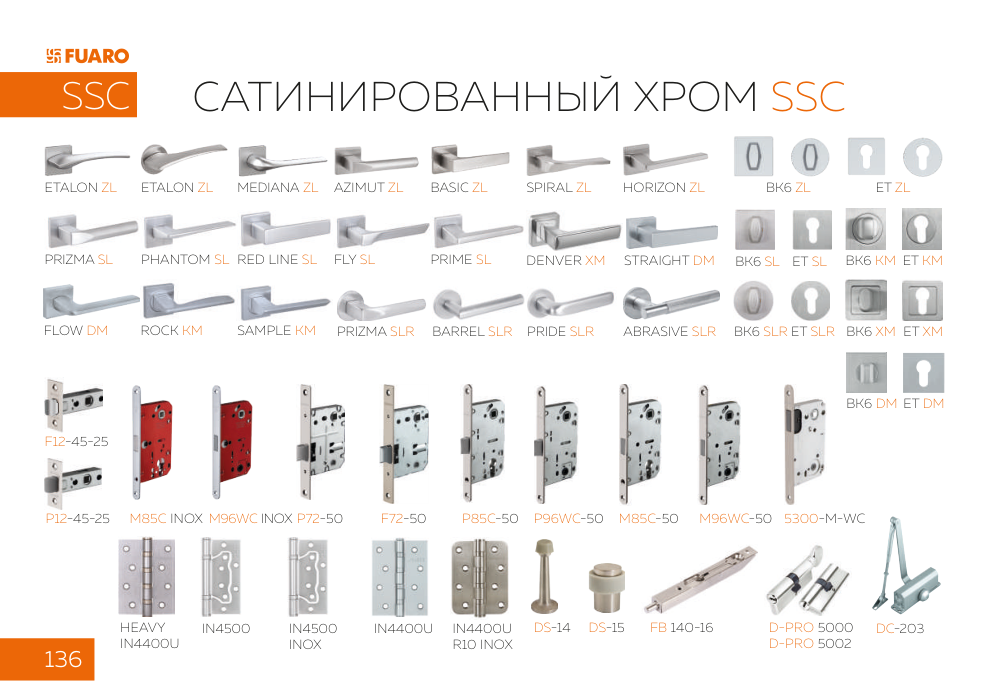 FUARO
SSC
САТИНИРОВАННЫЙ ХРОМ SSC
ETALON ZL ETALON ZL MEDIANA ZL AZIMUT ZL BASIC ZL SPIRAL ZL HORIZON ZL BK6 ZL ET ZL
PRIZMA SL PHANTOM SL RED LINE SL FLY SL PRIME SL DENVER XM STRAIGHT DM BK6 SL ET SL BK6 KM ET KM
FLOW DM ROCK KM SAMPLE KM PRIZMA SLR BARREL SLR PRIDE SLR ABRASIVE SLR BK6 SLR ET SLR BK6 XM ET XM
BK6 DM ET DM
F12-45-25
P12-45-25 M85C INOX M96WC INOX P72-50 F72-50 P85C-50 P96WC-50 M85C-50 M96WC-50 5300-M-WC
HEAVY IN4500 IN4500 IN4400U IN4400U DS-14 DS-15 FB 140-16 D-PRO 5000 DC-203
IN4400U INOX R10 INOX D-PRO 5002
136